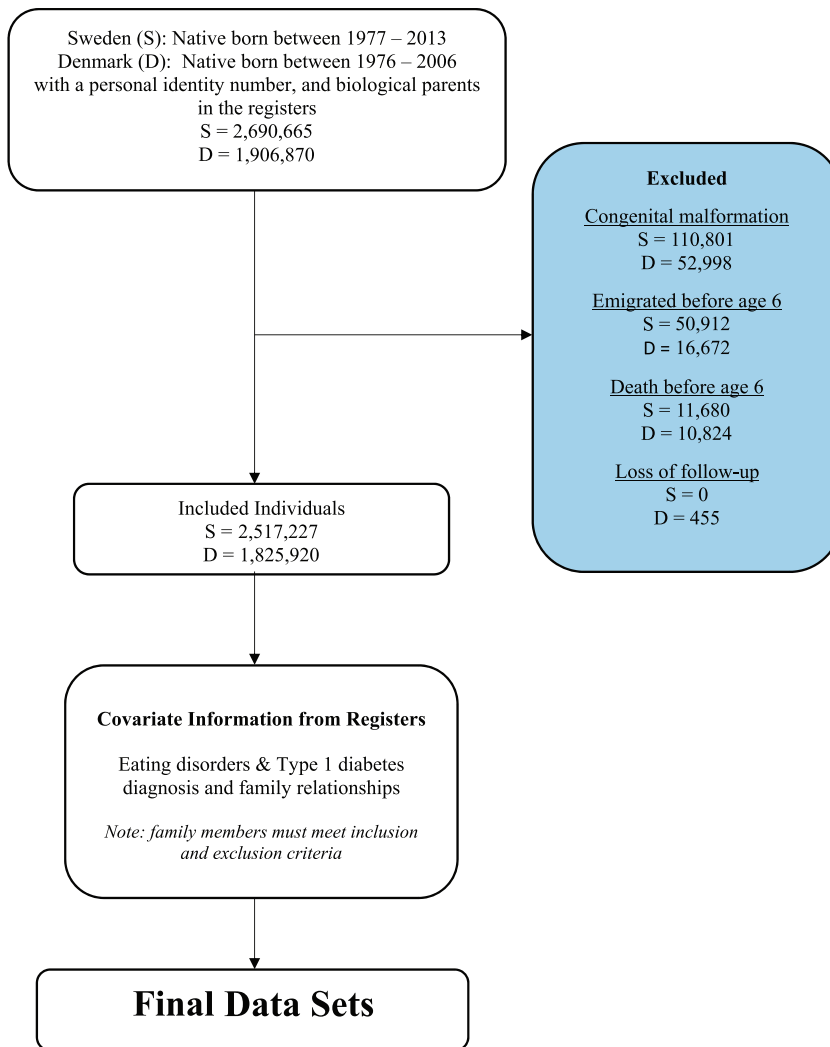 Sweden (S): Native born between 1977 – 2013
Denmark (D): Native born between 1976 – 2006
with a personal identity number, and biological parents
in the registers
S = 2,690,665
D = 1,906,870
Excluded
Congenital malformation
S = 110,801
D = 52,998
Emigrated before age 6
S = 50,912
D = 16,672
Death before age 6
S = 11,680
D = 10,824
Loss of follow-up
S = 0
D = 455
Included Individuals
S = 2,517,227
D = 1,825,920
Covariate Information from Registers
Eating disorders & Type 1 diabetes
diagnosis and family relationships
Note: family members must meet inclusion
and exclusion criteria
Final Data Sets